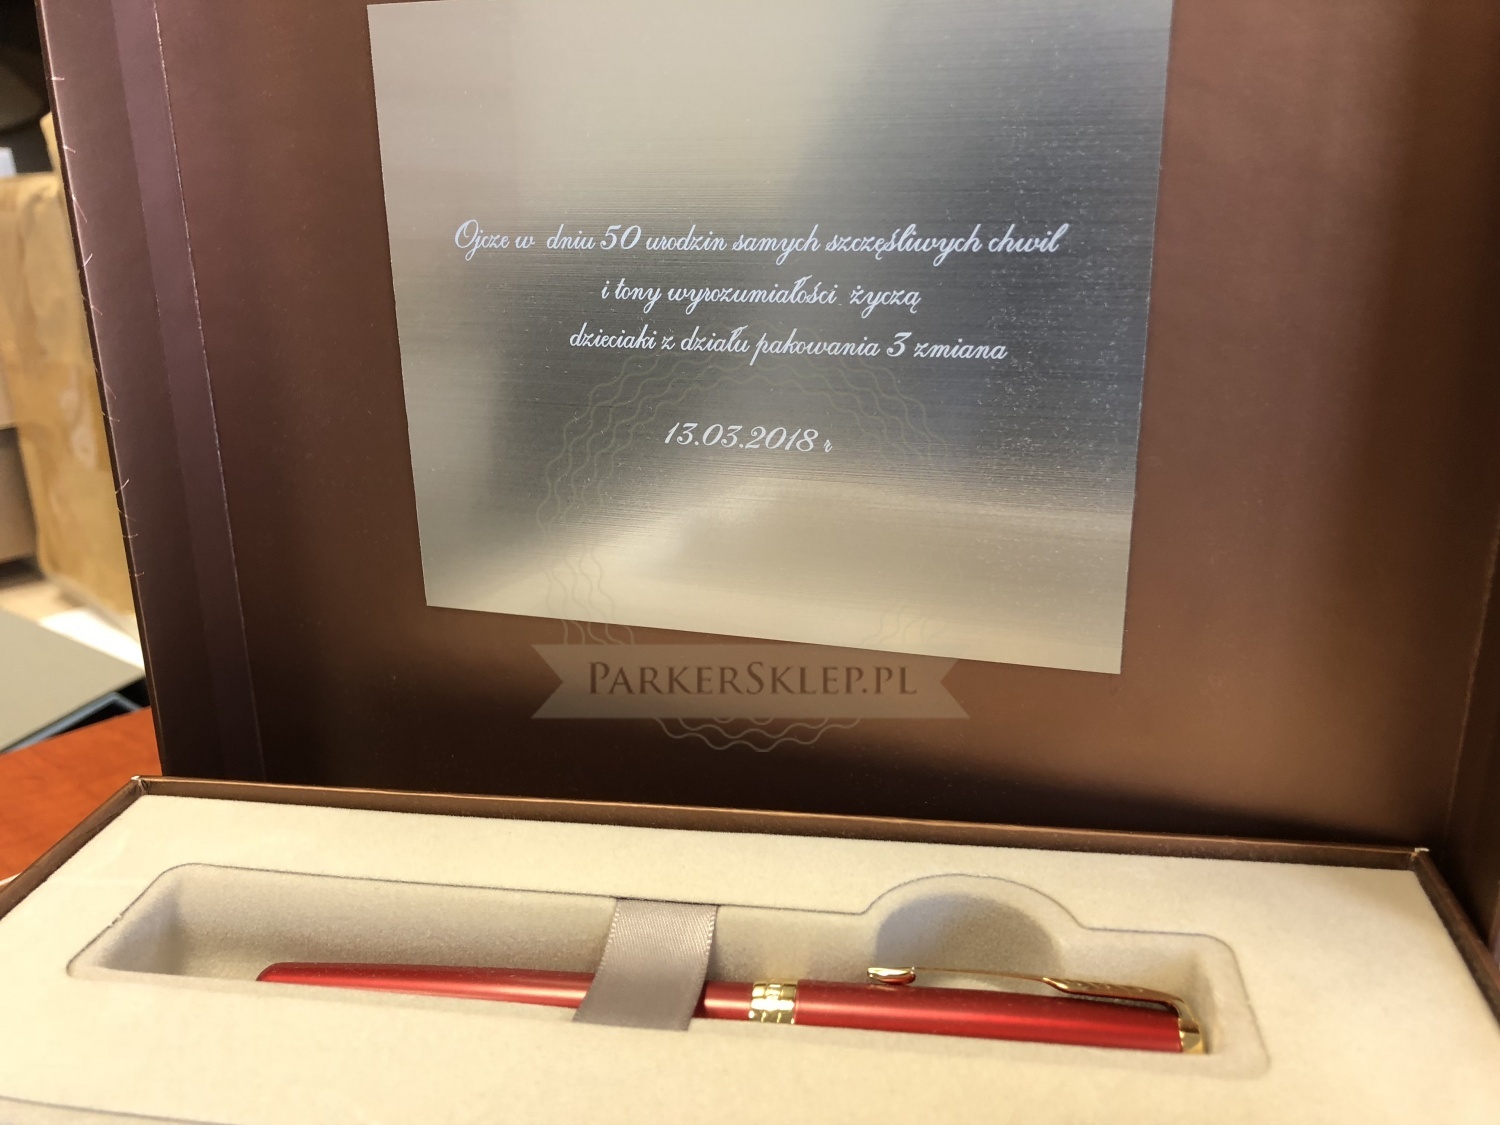 Ojcze w dniu 50 urodzin samych szczęśliwych chwil
i tony wyrozumiałości życzą
dzieciaki z działu pakowania 3 zmiana
13.03.2018 r
PARKERSKLEP.PL